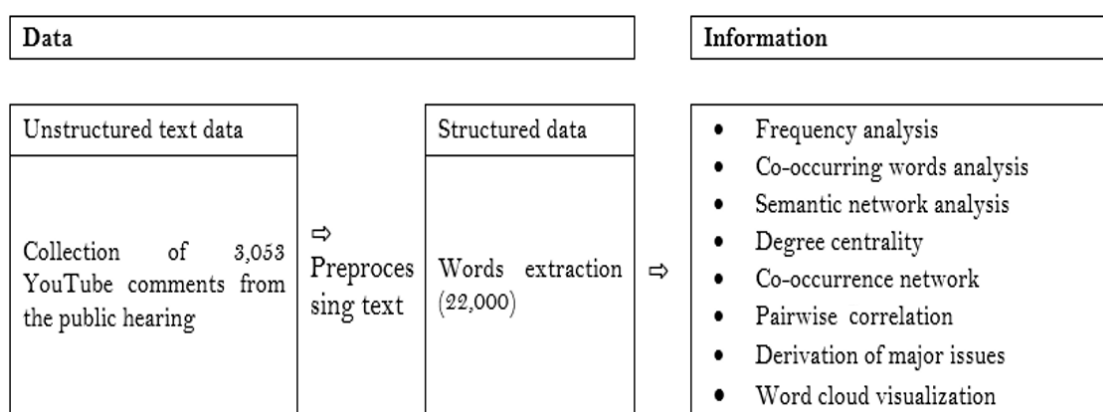 Data
Information
Unstructured text data
Collection of 3,053
YouTube comments from
the public hearing
⇨
Preproces
sing text
Structured data
Words extraction
(22,000)
⇨
• Frequency analysis
• Co-occurring words analysis
• Semantic network analysis
• Degree centrality
• Co-occurrence network
• Pairwise correlation
• Derivation of major issues
• Word cloud visualization